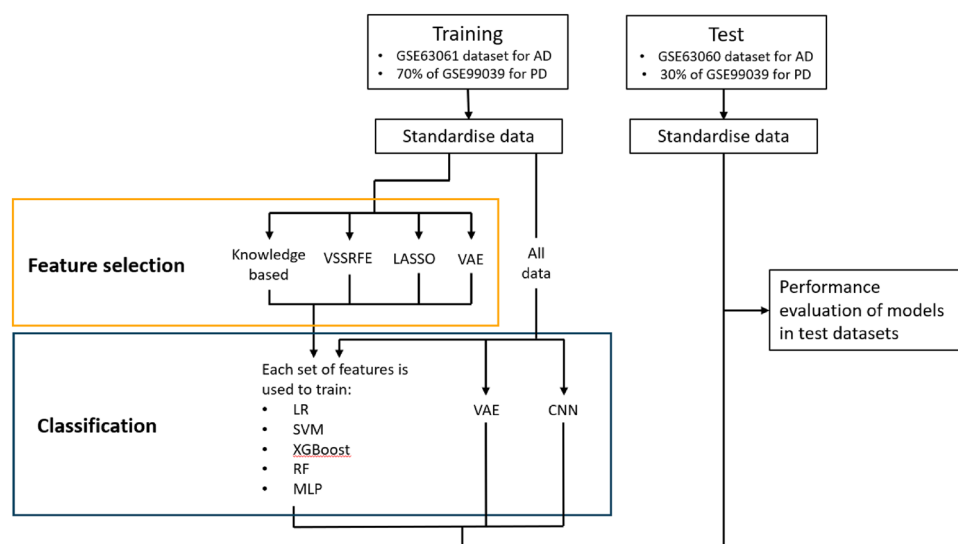 Training
• GSE63061 dataset for AD
• 70% of GSE99039 for PD
Test
• GSE63060 dataset for AD
• 30% of GSE99039 for PD
Standardise data
Standardise data
Feature selection
Knowledge
based
VSSRFE
LASSO
VAE
All
data
Performance
evaluation of models
in test datasets
Classification
Each set of features is
used to train:
• LR
• SVM
• XGBoost
• RF
• MLP
VAE
CNN